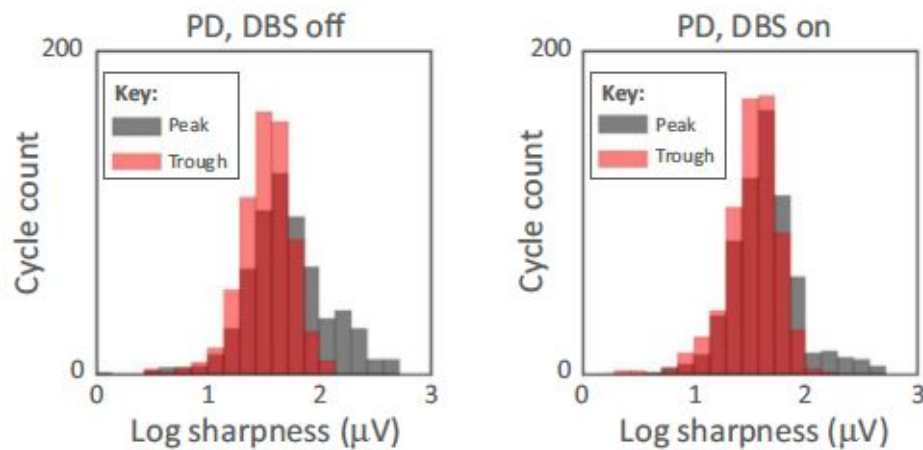 PD, DBS off
200
Key:
Peak
Trough
Cycle count
0
0 1 2 3
Log sharpness (μV)
PD, DBS on
200
Key:
Peak
Trough
Cycle count
0
0 1 2 3
Log sharpness (μV)